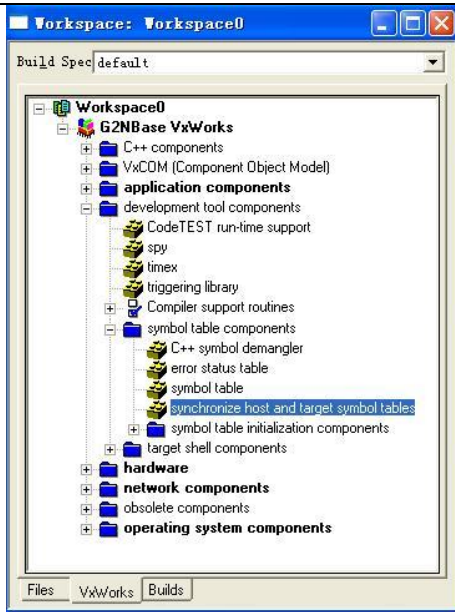 Workspace: Workspace0
Build Spec default
Workspace0
G2NBase VxWorks
C++ components
VxCOM (Component Object Model)
application components
development tool components
CodeTEST run-time support
spy
timex
triggering library
Compiler support routines
symbol table components
C++ symbol demangler
error status table
symbol table
synchronize host and target symbol tables
symbol table initialization components
target shell components
hardware
network components
obsolete components
operating system components
Files VxWorks Builds